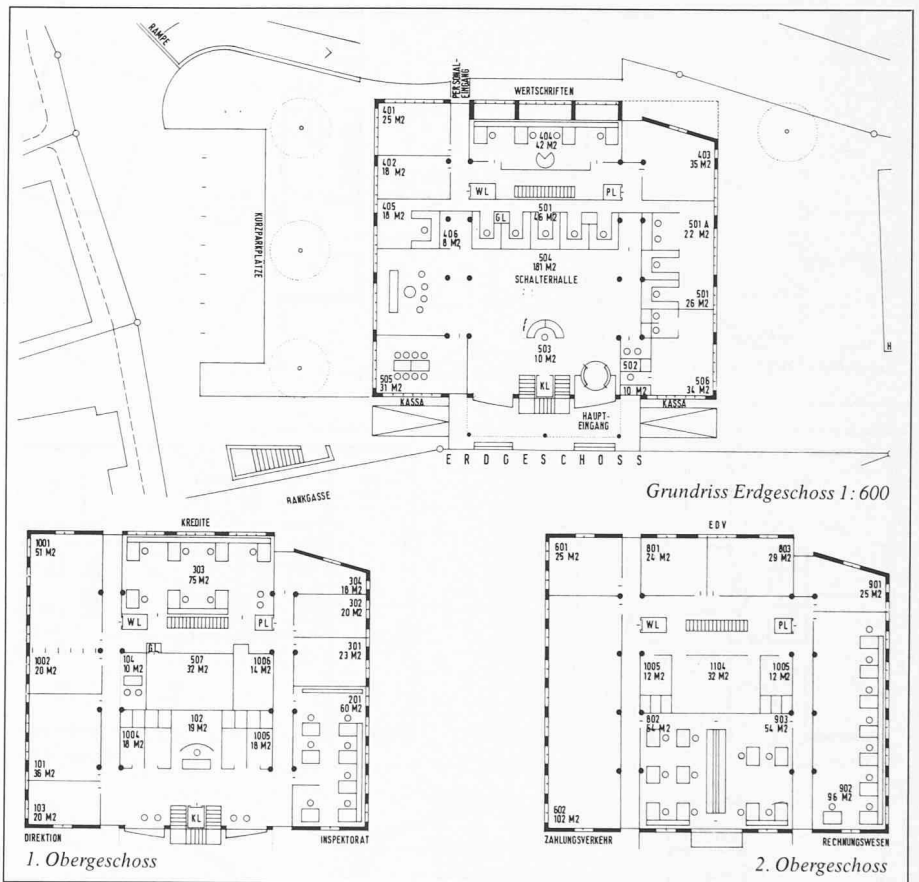 RAMPE
PERSONAL-
EINGANG
WERTSCHRIFTEN
401
25 M2
404
42 M2
402
18 M2
403
35 M2
WL
PL
KURZPARKPLÄTZE
405
18 M2
GL
501
46 M2
406
8 M2
501 A
22 M2
504
181 M2
SCHALTERHALLE
501
26 M2
503
10 M2
502
10 M2
KL
505
31 M2
506
34 M2
KASSA
HAUPT-
EINGANG
KASSA
H
ERDGESCHOSS
BANKGASSE
Grundriss Erdgeschoss 1:600
KREDITE
1001
51 M2
303
75 M2
304
18 M2
302
20 M2
WL
PL
GL
301
23 M2
1002
20 M2
104
10 M2
507
32 M2
1006
14 M2
201
60 M2
102
19 M2
1004
18 M2
1005
18 M2
101
36 M2
103
20 M2
KL
DIREKTION
INSPEKTORAT
1. Obergeschoss
EDV
601
25 M2
801
24 M2
803
29 M2
901
25 M2
WL
PL
1005
12 M2
1104
32 M2
1005
12 M2
802
64 M2
903
54 M2
902
96 M2
602
102 M2
ZAHLUNGSVERKEHR
RECHNUNGSWESEN
2. Obergeschoss